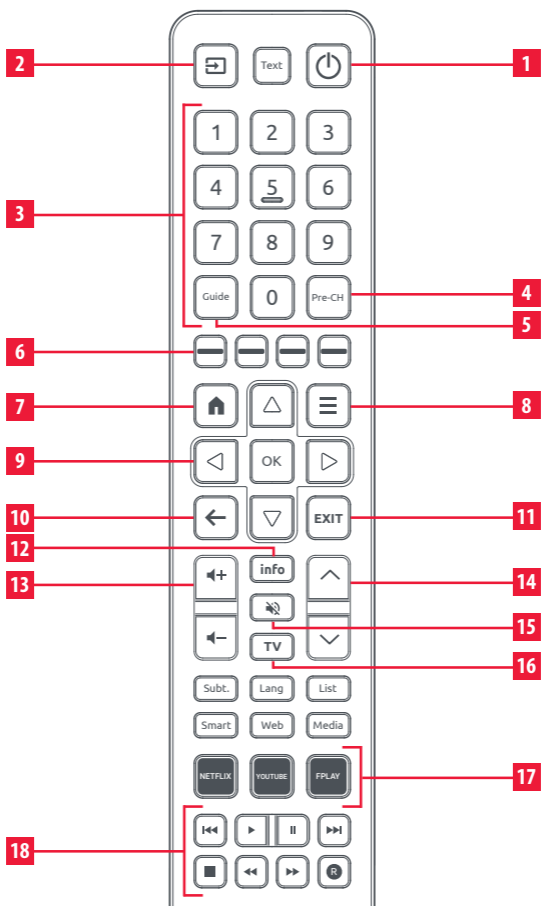 2 Text 1
1 2 3
3 4 5 6
7 8 9
Guide 0 Pre-CH 4
5
6
7 8
9 OK
10 EXIT 11
12 info
13 + 14
15
- TV 16
Subt. Lang List
Smart Web Media
NETFLIX YOUTUBE FPLAY 17
18
R